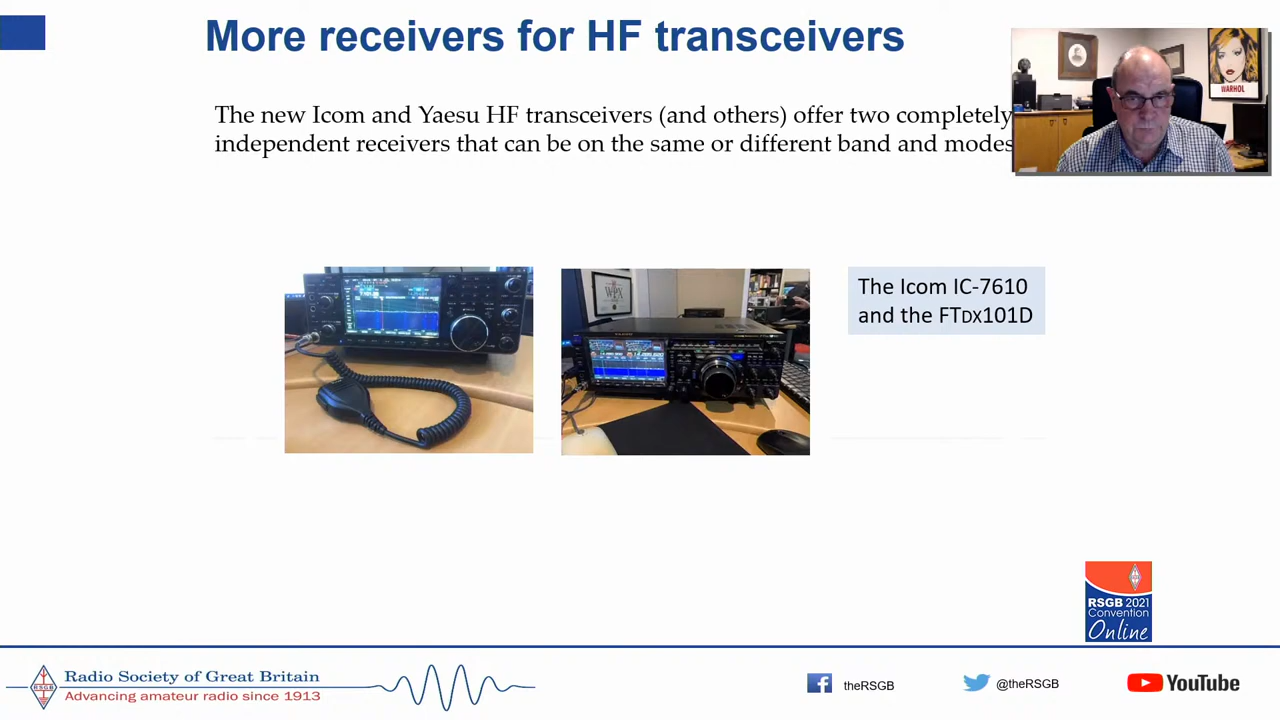 More receivers for HF transceivers
The new Icom and Yaesu HF transceivers (and others) offer two completely
independent receivers that can be on the same or different band and modes
WARHOL
WPX
The Icom IC-7610
and the FTDX101D
RSGB 2021
Convention
Online
RSGB
Radio Society of Great Britain
Advancing amateur radio since 1913
theRSGB
@theRSGB
YouTube